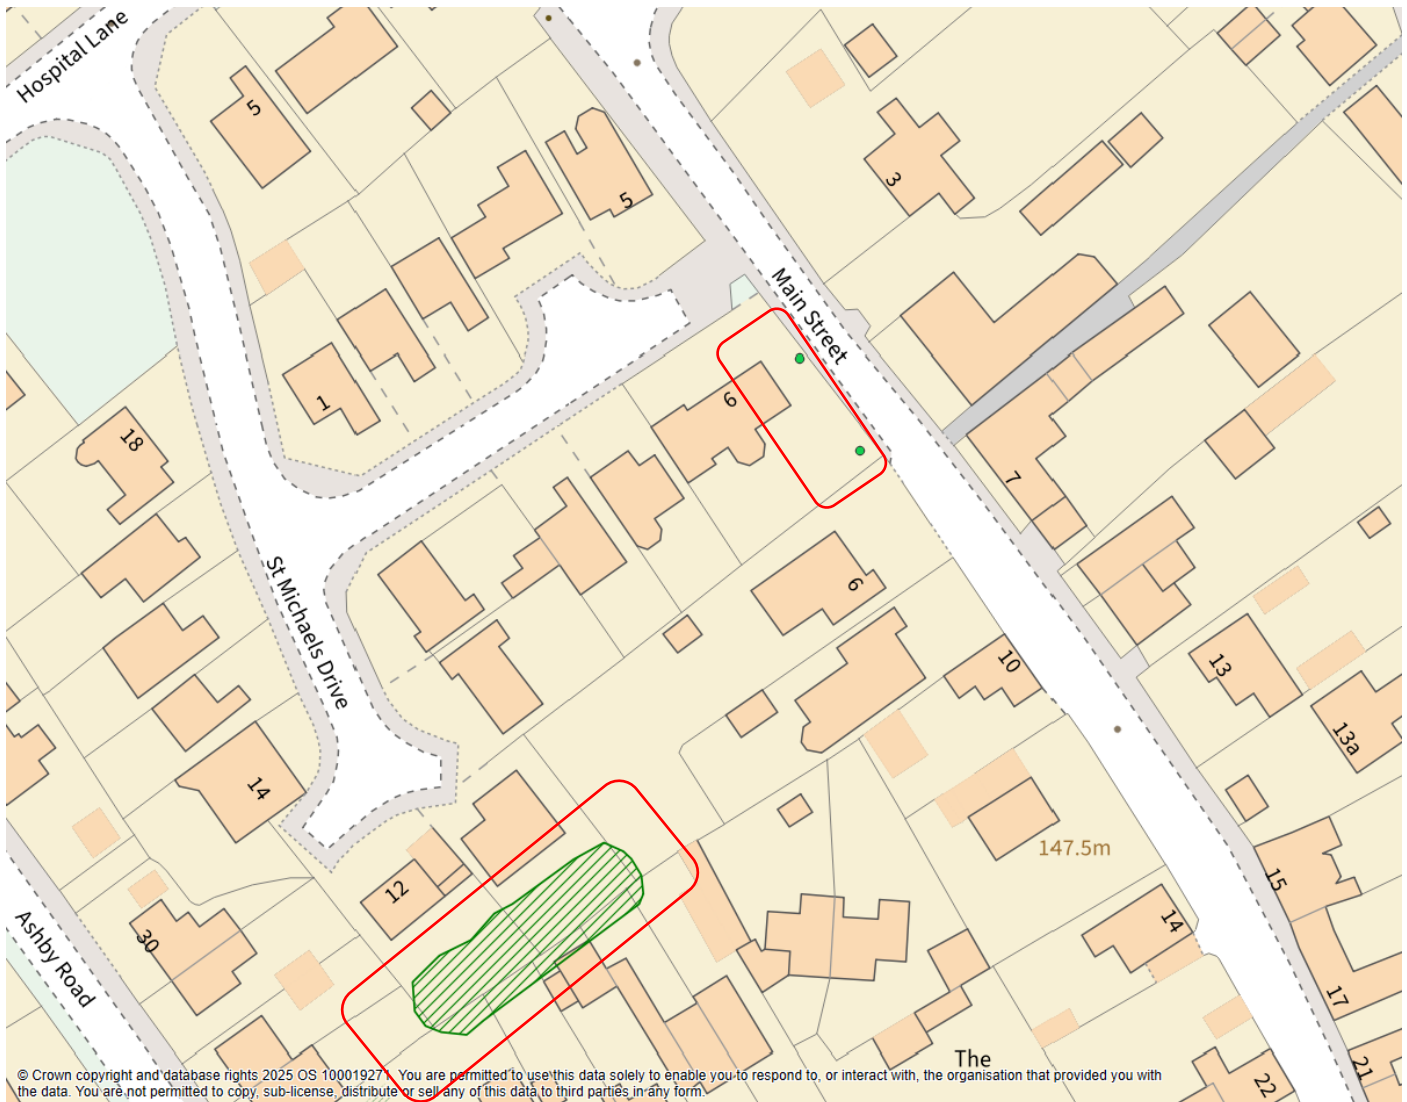 Hospital Lane
5
5
3
Main Street
1
6
18
7
St Michaels Drive
6
10
13
13a
14
147.5m
12
15
14
30
Ashby Road
17
The
21
22
© Crown copyright and database rights 2025 OS 100019271. You are permitted to use this data solely to enable you to respond to, or interact with, the organisation that provided you with
the data. You are not permitted to copy, sub-license, distribute or sell any of this data to third parties in any form.